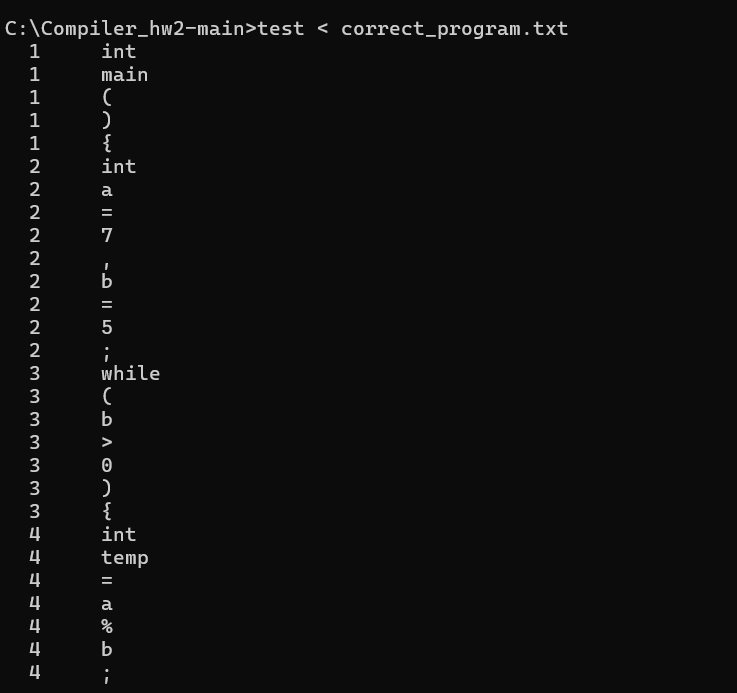 C:\Compiler_hw2-main>test < correct_program.txt
1 int
1 main
1 (
1 )
1 {
2 int
2 a
2 =
2 7
2 ,
2 b
2 =
2 5
2 ;
3 while
3 (
3 b
3 >
3 0
3 )
3 {
4 int
4 temp
4 =
4 a
4 %
4 b
4 ;